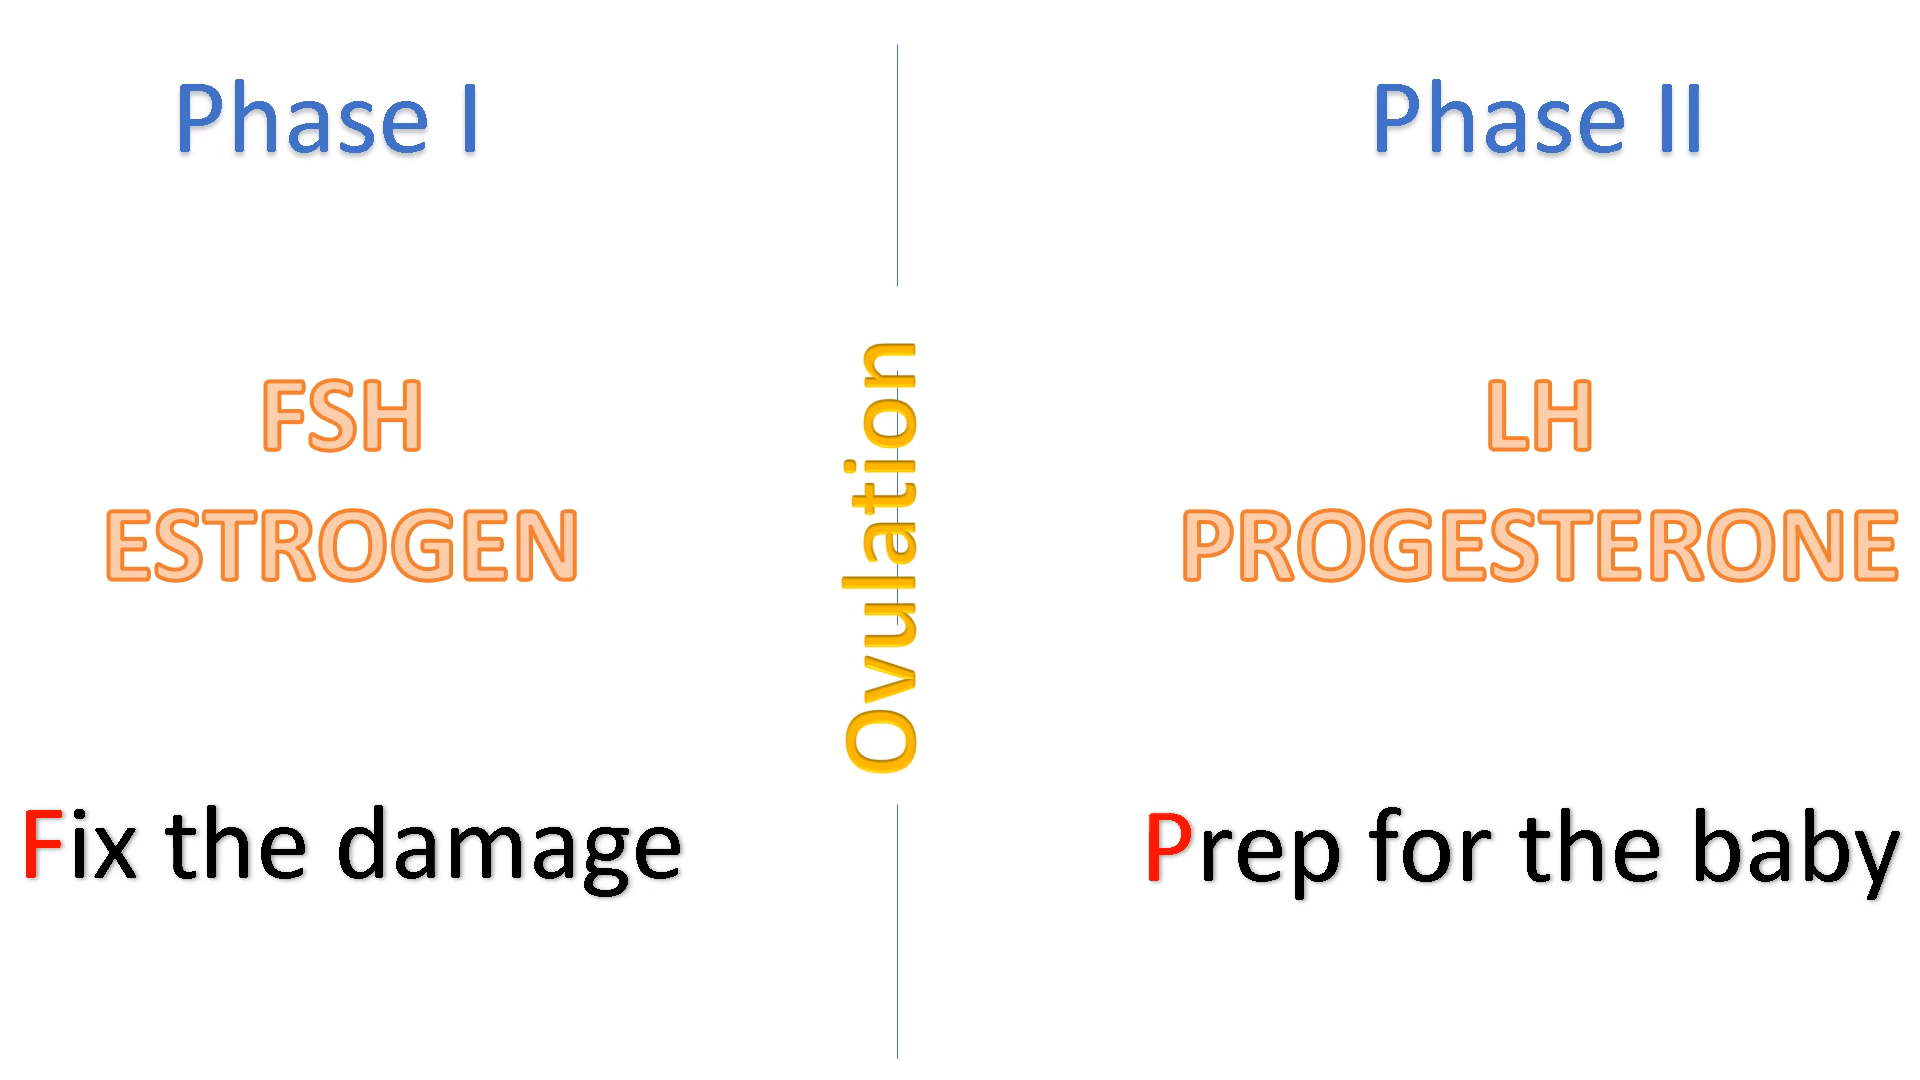 Phase I
FSH
ESTROGEN
Fix the damage
Ovulation
Phase II
LH
PROGESTERONE
Prep for the baby